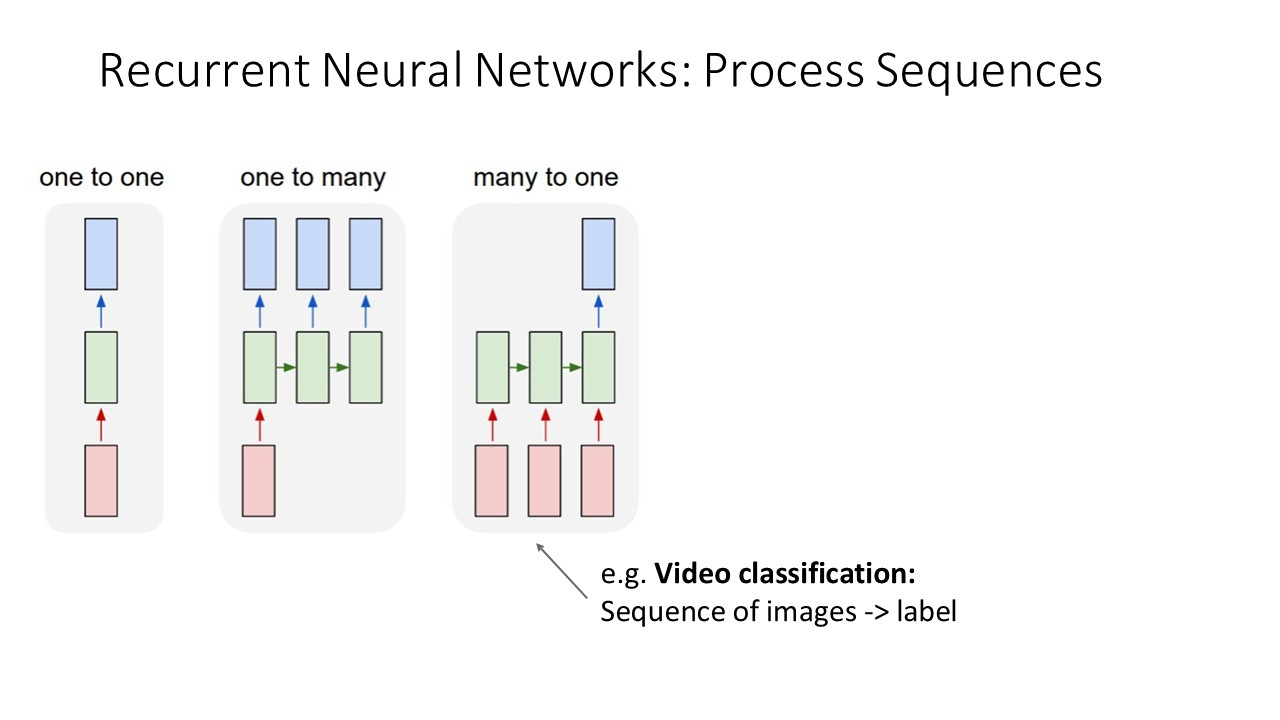 Recurrent Neural Networks: Process Sequences
one to one
one to many
many to one
e.g. Video classification:
Sequence of images -> label